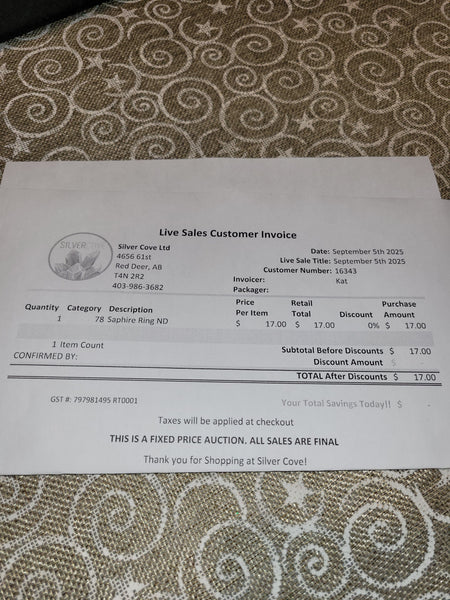 Live Sales Customer Invoice
SILVER
Silver Cove Ltd
4656 61st
Red Deer, AB
T4N 2R2
403-986-3682
Date: September 5th 2025
Live Sale Title: September 5th 2025
Customer Number: 16343
Invoicer: Kat
Packager:
Quantity Category Description Price Per Item Retail Total Discount Purchase Amount
1 78 Saphire Ring ND $ 17.00 $ 17.00 0% $ 17.00
1 Item Count
Subtotal Before Discounts $ 17.00
CONFIRMED BY:
Discount Amount $
TOTAL After Discounts $ 17.00
GST #: 797981495 RT0001
Your Total Savings Today!! $ -
Taxes will be applied at checkout
THIS IS A FIXED PRICE AUCTION. ALL SALES ARE FINAL
Thank you for Shopping at Silver Cove!